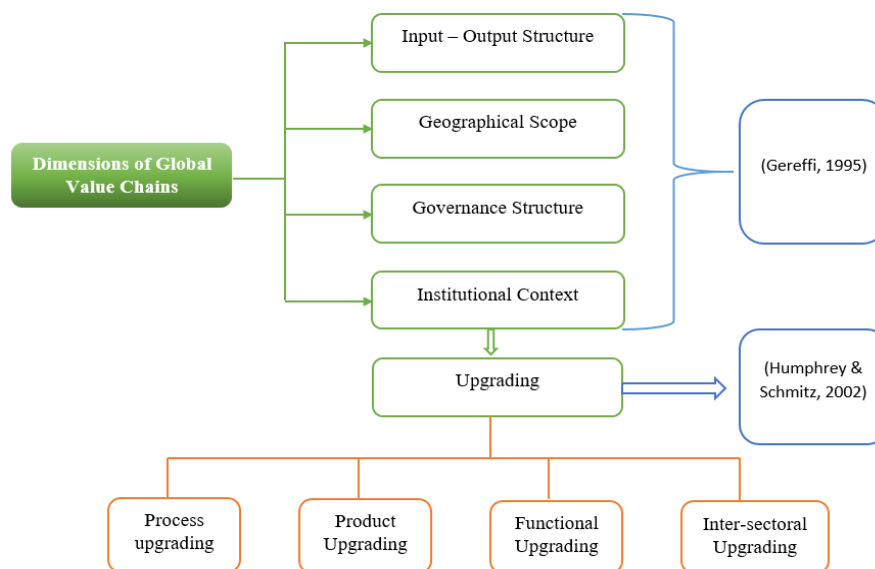 Input – Output Structure
Geographical Scope
Dimensions of Global
Value Chains
Governance Structure
Institutional Context
(Gereffi, 1995)
Upgrading
(Humphrey &
Schmitz, 2002)
Process
upgrading
Product
Upgrading
Functional
Upgrading
Inter-sectoral
Upgrading